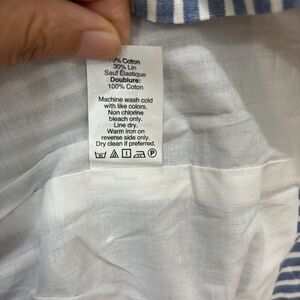 0% Coton
30% Lin
Sauf Élastique
Doublure:
100% Coton
Machine wash cold
with like colors.
Non chlorine
bleach only.
Line dry.
Warm iron on
reverse side only.
Dry clean if preferred.